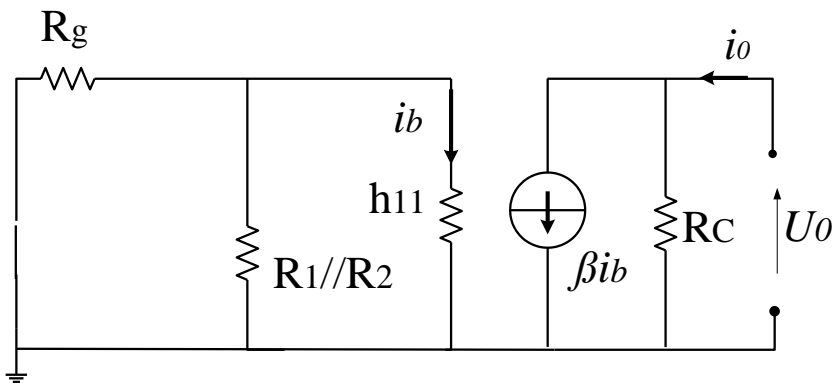 Rg
i0
ib
h11
R1//R2
βib
RC
U0